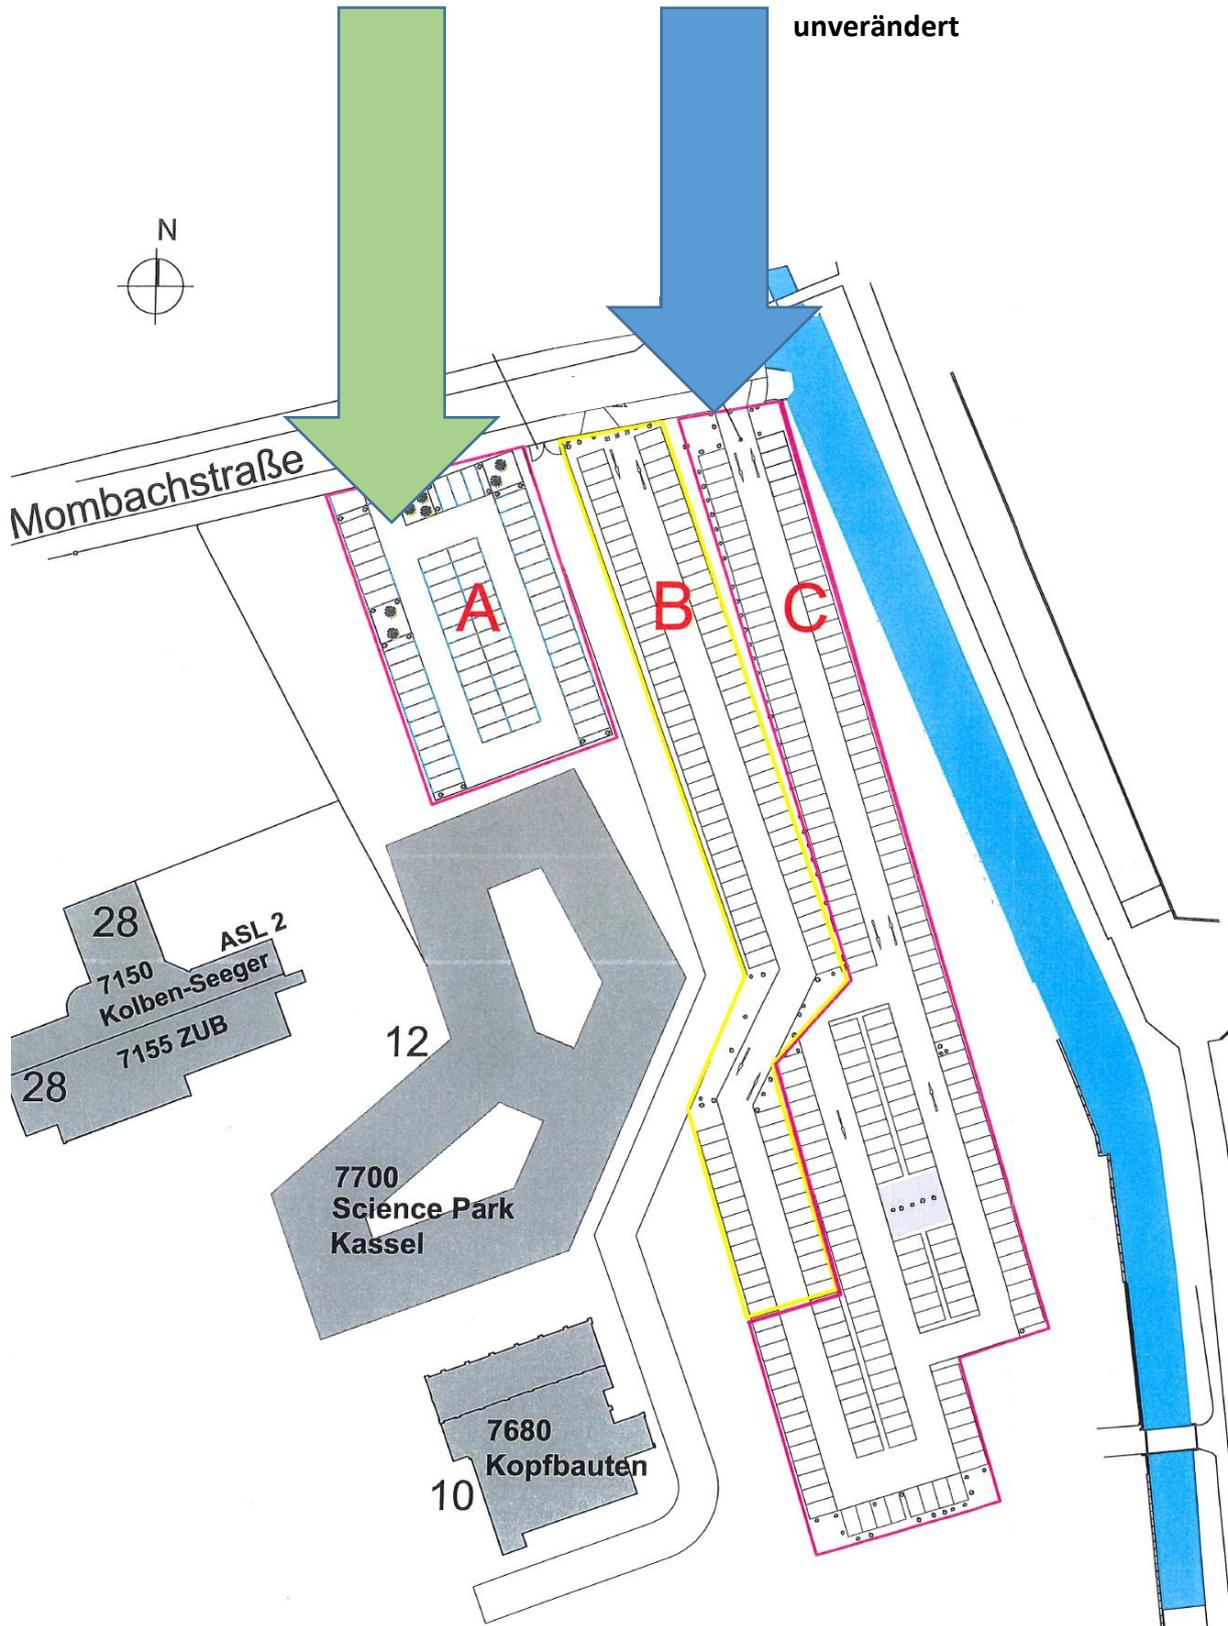 unverändert
N
Mombachstraße
A
B
C
28
ASL 2
7150
Kolben-Seeger
7155 ZUB
28
12
7700
Science Park
Kassel
7680
Kopfbauten
10